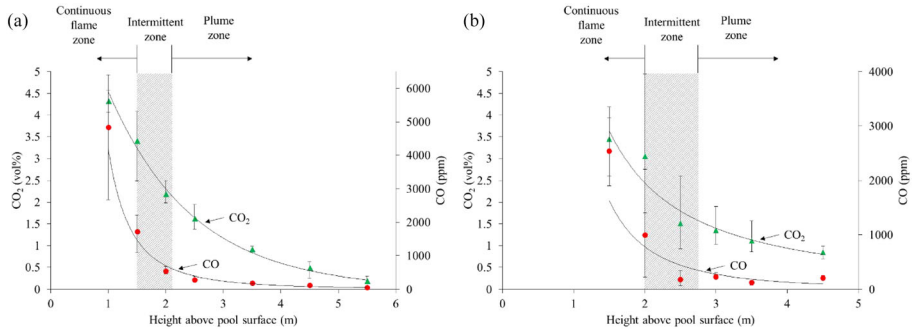 (a)
Continuous
flame
zone
Intermittent
zone
Plume
zone
5
4.5
4
3.5
3
2.5
2
1.5
1
0.5
0
CO2 (vol%)
6000
5000
4000
3000
2000
1000
0
CO (ppm)
CO2
CO
0 1 2 3 4 5 6
Height above pool surface (m)
(b)
Continuous
flame
zone
Intermittent
zone
Plume
zone
5
4.5
4
3.5
3
2.5
2
1.5
1
0.5
0
CO2 (vol%)
4000
3000
2000
1000
0
CO (ppm)
CO2
CO
0 1 2 3 4 5
Height above pool surface (m)